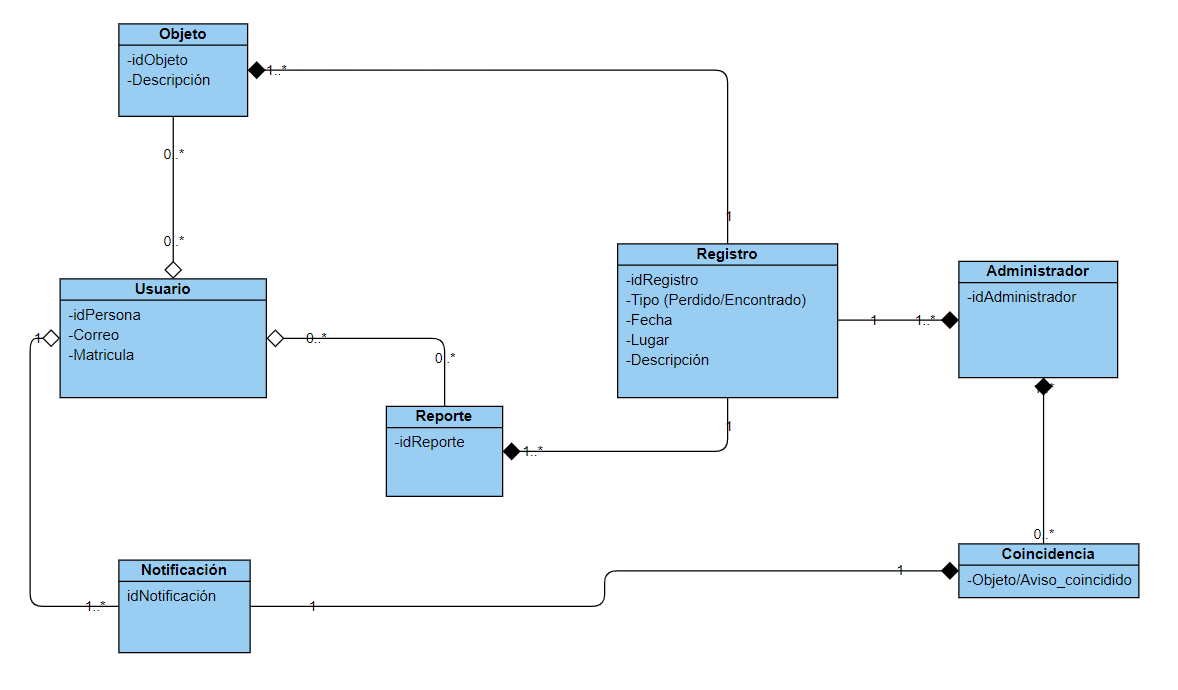 Objeto
-idObjeto
-Descripción
1..*
0..*
0..*
1
Registro
-idRegistro
-Tipo (Perdido/Encontrado)
-Fecha
-Lugar
-Descripción
Administrador
-idAdministrador
Usuario
-idPersona
-Correo
-Matricula
1
0..*
0..*
1
1..*
Reporte
-idReporte
1..*
1
0..*
Coincidencia
-Objeto/Aviso_coincidido
Notificación
idNotificación
1..*
1
1